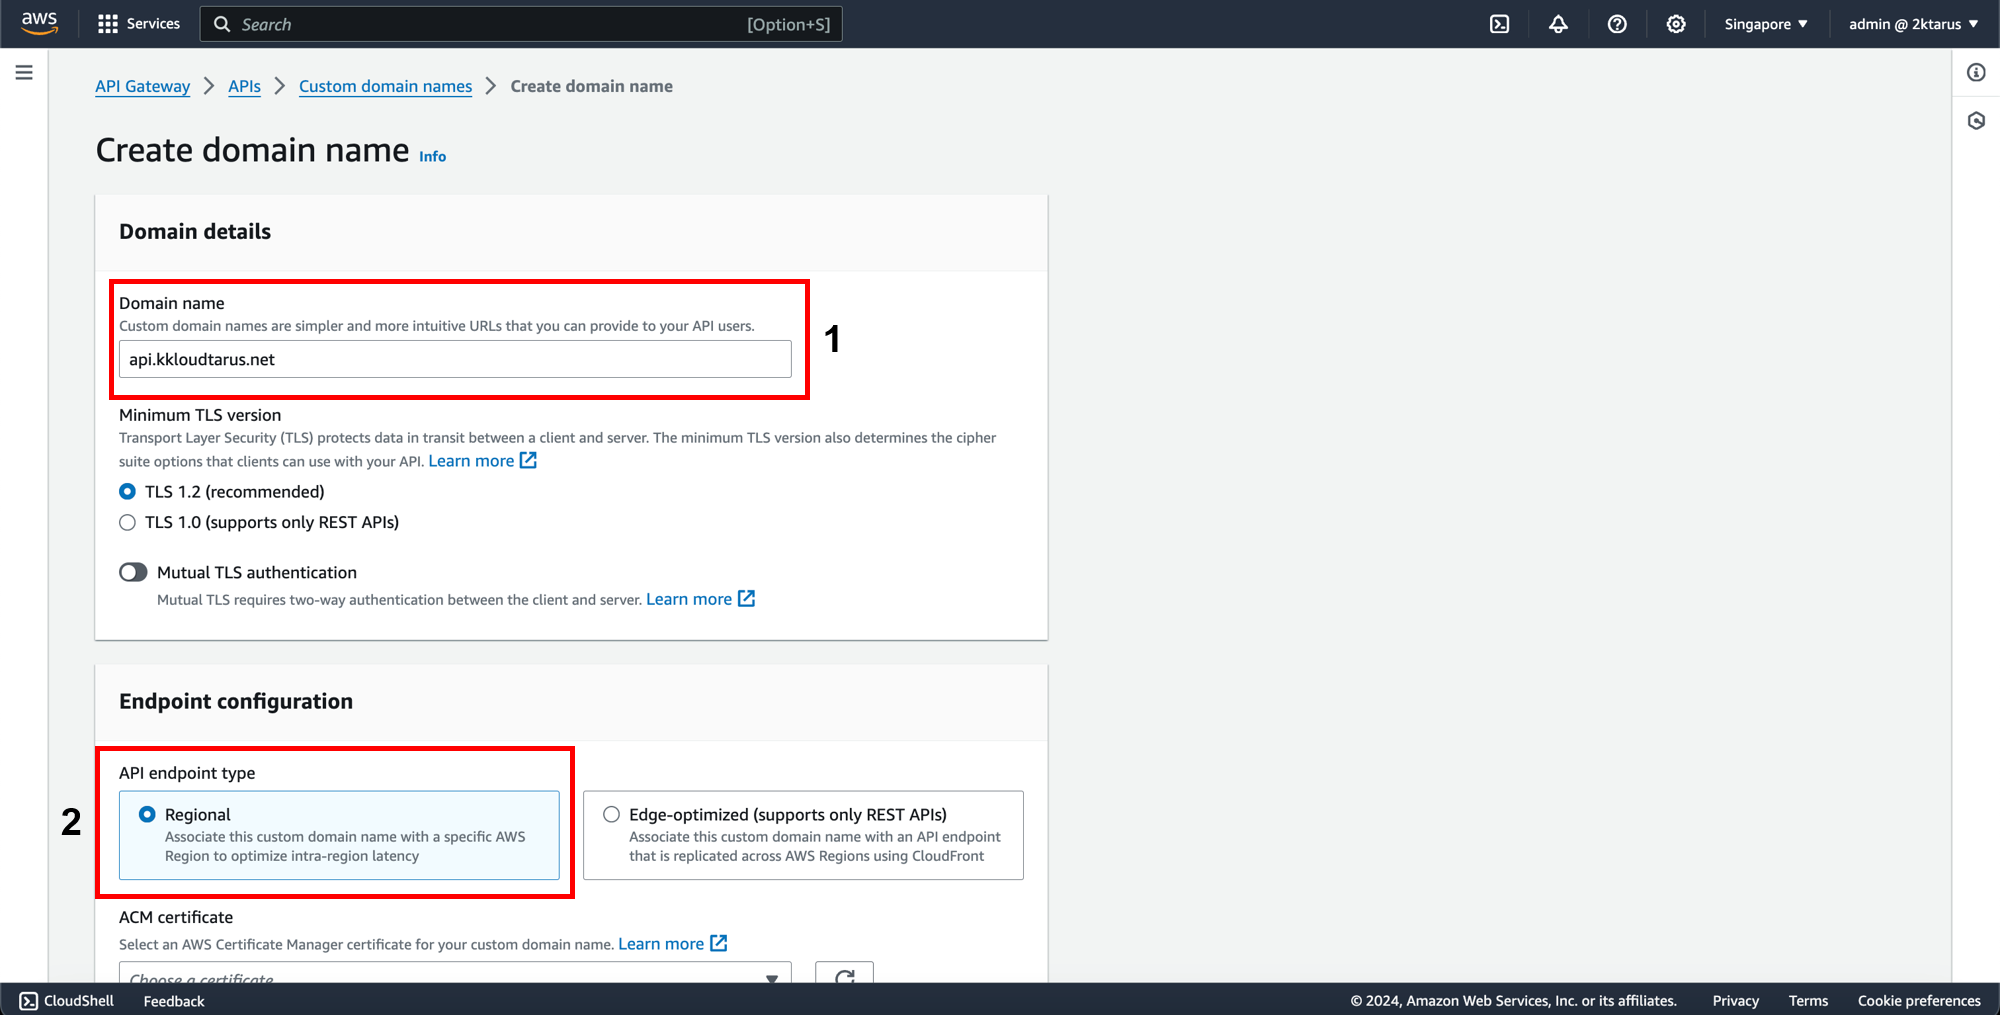 aws
Services
Search
[Option+S]
Singapore
admin @ 2ktarus
API Gateway
APIs
Custom domain names
Create domain name
Create domain name
Info
Domain details
Domain name
Custom domain names are simpler and more intuitive URLs that you can provide to your API users.
api.kkloudtarus.net
1
Minimum TLS version
Transport Layer Security (TLS) protects data in transit between a client and server. The minimum TLS version also determines the cipher
suite options that clients can use with your API. Learn more
TLS 1.2 (recommended)
TLS 1.0 (supports only REST APIs)
Mutual TLS authentication
Mutual TLS requires two-way authentication between the client and server. Learn more
Endpoint configuration
2
API endpoint type
Regional
Associate this custom domain name with a specific AWS
Region to optimize intra-region latency
Edge-optimized (supports only REST APIs)
Associate this custom domain name with an API endpoint
that is replicated across AWS Regions using CloudFront
ACM certificate
Select an AWS Certificate Manager certificate for your custom domain name. Learn more
Choose a certificate
CloudShell
Feedback
© 2024, Amazon Web Services, Inc. or its affiliates.
Privacy
Terms
Cookie preferences